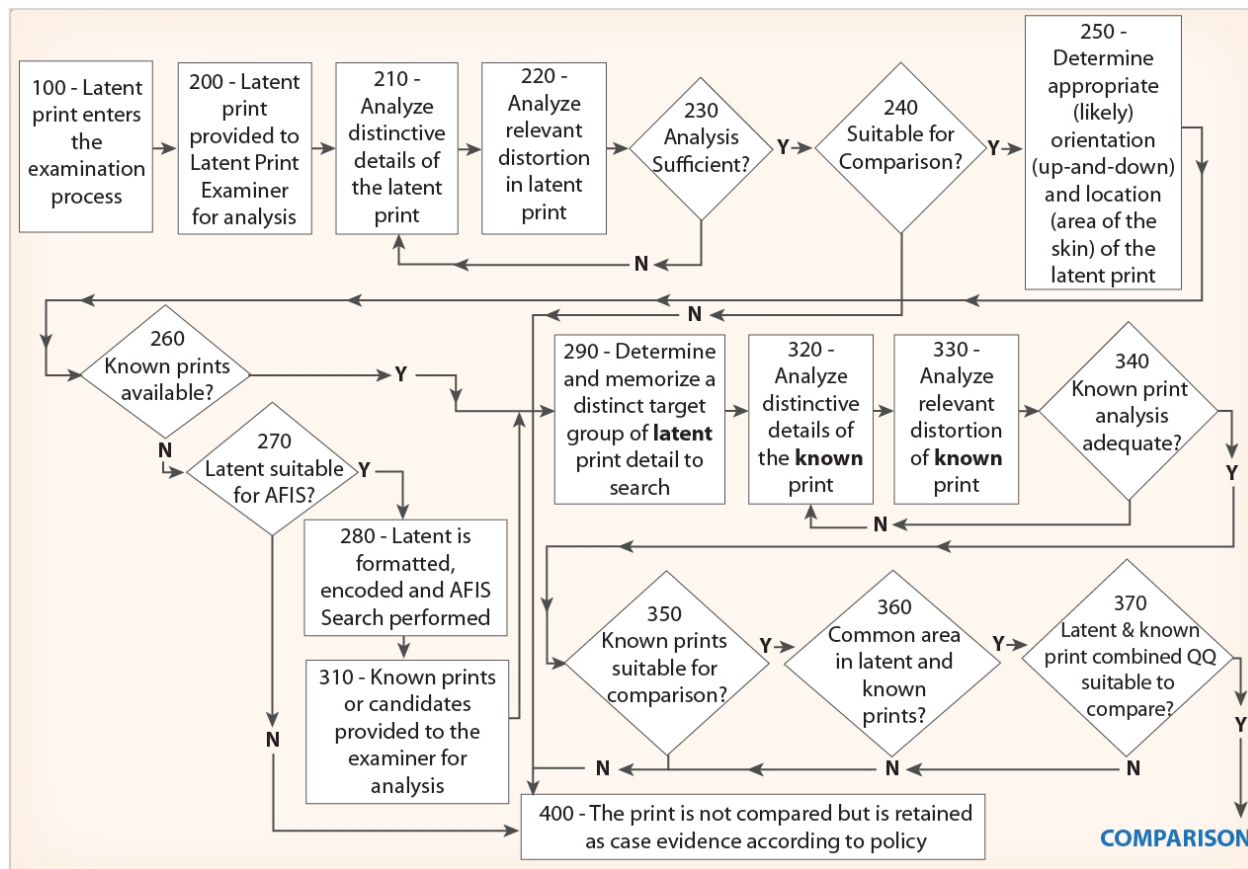 100 - Latent
print enters
the
examination
process
200 - Latent
print
provided to
Latent Print
Examiner
for analysis
210 -
Analyze
distinctive
details of
the latent
print
220 -
Analyze
relevant
distortion
in latent
print
230
Analysis
Sufficient?
Y
N
240
Suitable for
Comparison?
Y
N
250 -
Determine
appropriate
(likely)
orientation
(up-and-down)
and location
(area of the
skin) of the
latent print
260
Known prints
available?
Y
N
270
Latent suitable
for AFIS?
Y
N
280 - Latent is
formatted,
encoded and AFIS
Search performed
310 - Known prints
or candidates
provided to the
examiner for
analysis
290 - Determine
and memorize a
distinct target
group of latent
print detail to
search
320 -
Analyze
distinctive
details of
the known
print
330 -
Analyze
relevant
distortion
of known
print
340
Known print
analysis
adequate?
Y
N
350
Known prints
suitable for
comparison?
Y
N
360
Common area
in latent and
known
prints?
Y
N
370
Latent & known
print combined QQ
suitable to
compare?
Y
N
400 - The print is not compared but is retained
as case evidence according to policy
COMPARISON